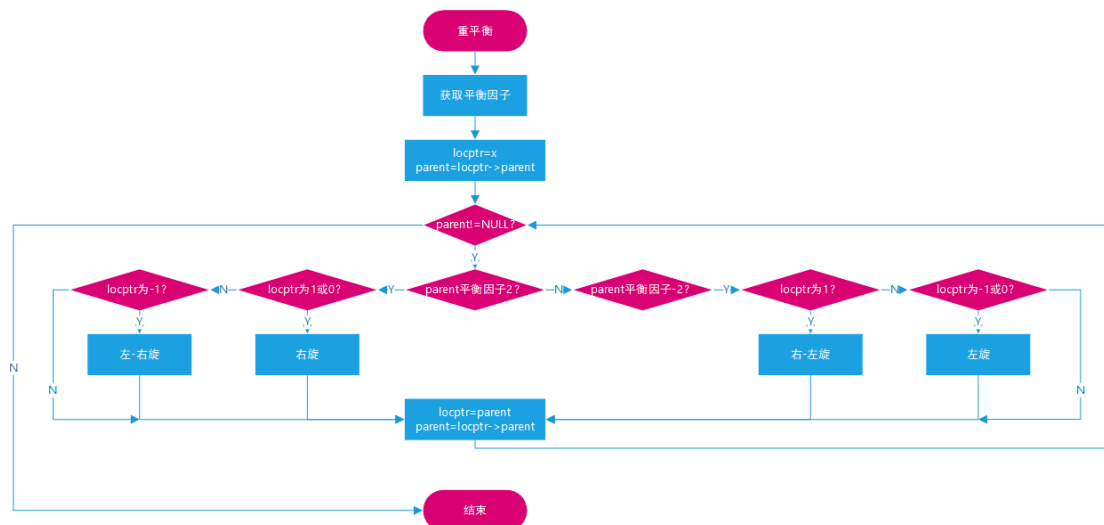 重平衡
获取平衡因子
locptr=x
parent=locptr->parent
parent!=NULL?
Y
locptr为-1?
N
locptr为1或0?
Y
parent平衡因子2？
N
parent平衡因子-2？
Y
locptr为1?
N
locptr为-1或0?
Y
Y
Y
Y
左-右旋
右旋
右-左旋
左旋
N
N
N
locptr=parent
parent=locptr->parent
结束